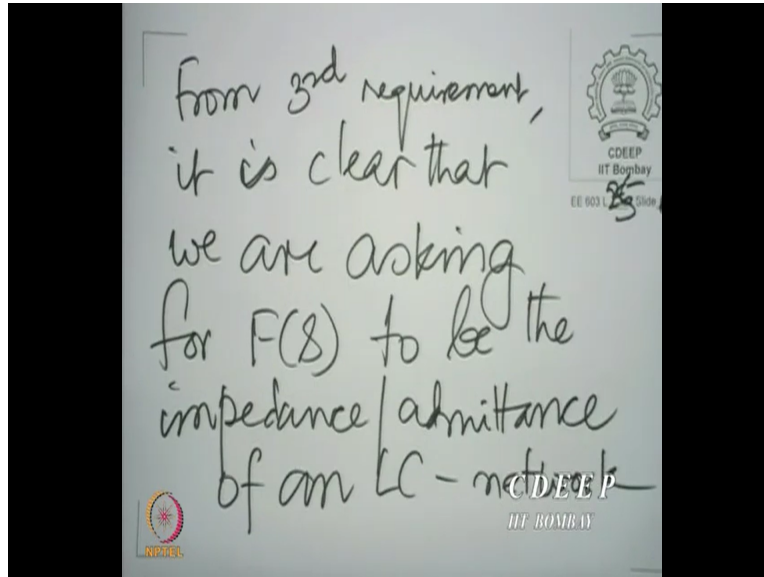 From 3rd requirement,
it is clear that
we are asking
for F(s) to be the
impedance/admittance
of an LC-network
CDEEP
IIT Bombay
EE 603 L Slide
CDEEP
IIT BOMBAY
NPTEL